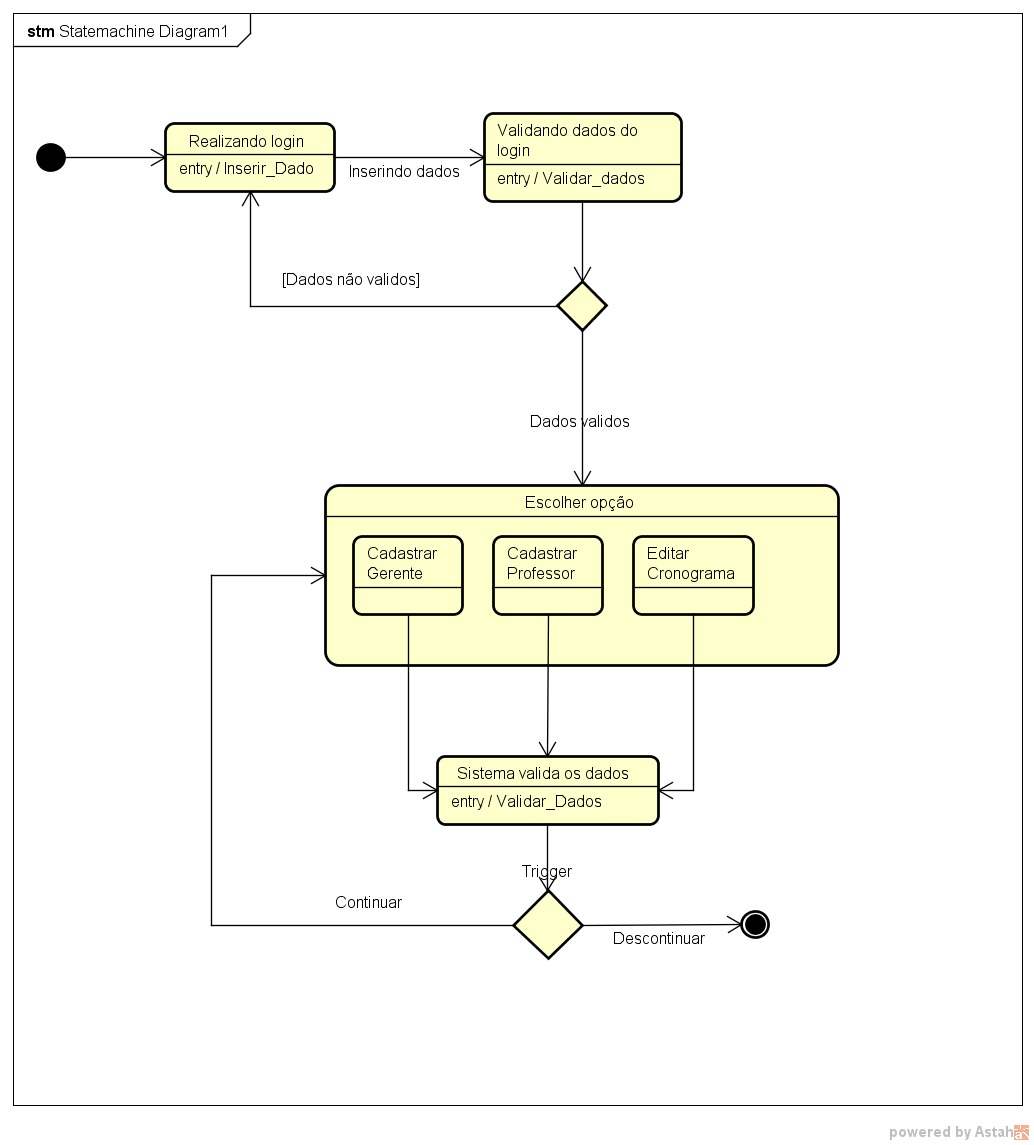 stm Statemachine Diagram1
Realizando login
entry / Inserir_Dado
Inserindo dados
Validando dados do
login
entry / Validar_dados
[Dados não validos]
Dados validos
Escolher opção
Cadastrar
Gerente
Cadastrar
Professor
Editar
Cronograma
Sistema valida os dados
entry / Validar_Dados
Trigger
Continuar
Descontinuar
powered by Astah